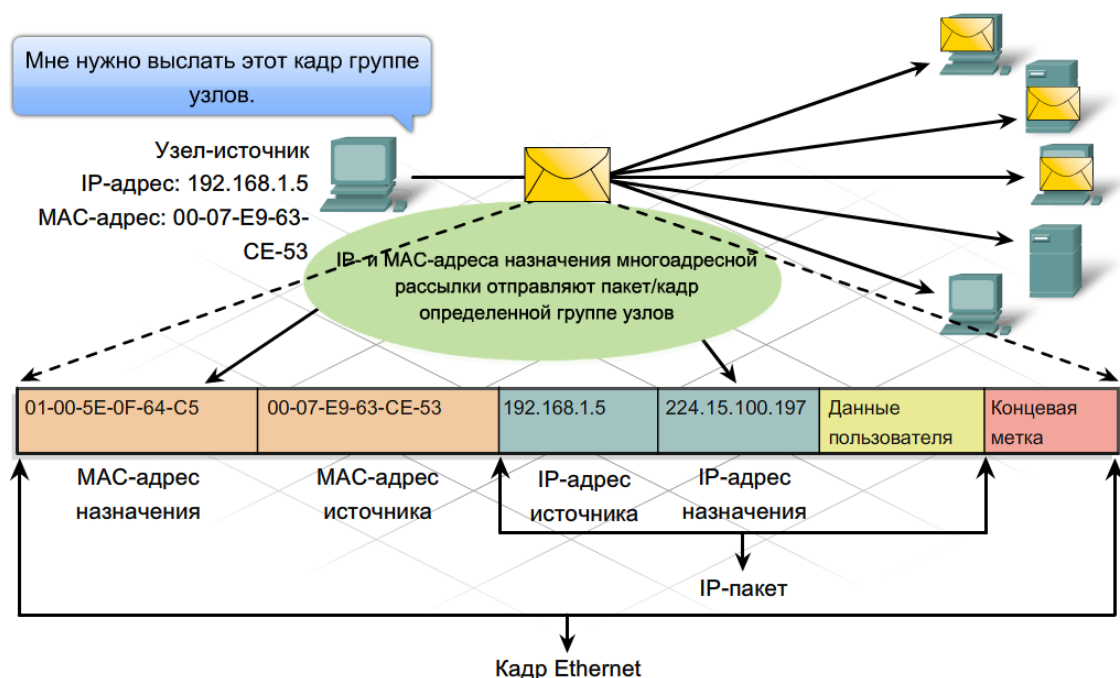 Мне нужно выслать этот кадр группе
узлов.
Узел-источник
IP-адрес: 192.168.1.5
MAC-адрес: 00-07-E9-63-
CE-53
IP- и MAC-адреса назначения многоадресной
рассылки отправляют пакет/кадр
определенной группе узлов
01-00-5E-0F-64-C5
00-07-E9-63-CE-53
192.168.1.5
224.15.100.197
Данные
пользователя
Концевая
метка
MAC-адрес
назначения
MAC-адрес
источника
IP-адрес
источника
IP-адрес
назначения
IP-пакет
Кадр Ethernet